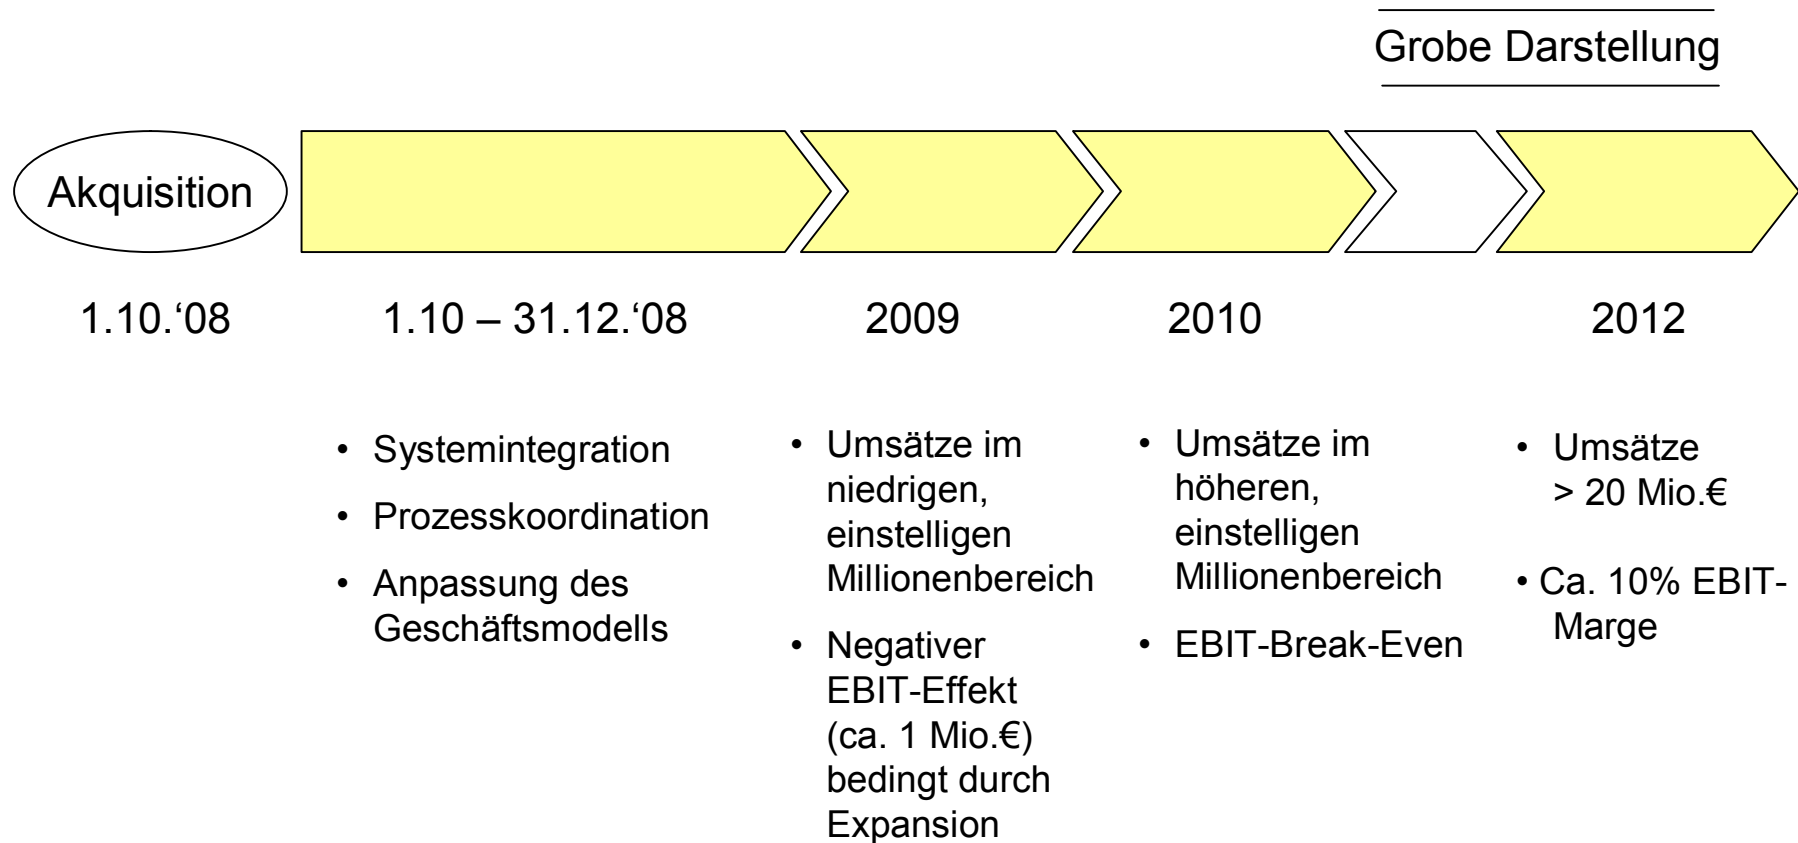 Grobe Darstellung
Akquisition
1.10.‘08
1.10 – 31.12.‘08
2009
2010
2012
• Systemintegration
• Prozesskoordination
• Anpassung des
Geschäftsmodells
• Umsätze im
niedrigen,
einstelligen
Millionenbereich
• Negativer
EBIT-Effekt
(ca. 1 Mio.€)
bedingt durch
Expansion
• Umsätze im
höheren,
einstelligen
Millionenbereich
• EBIT-Break-Even
• Umsätze
> 20 Mio.€
• Ca. 10% EBIT-
Marge